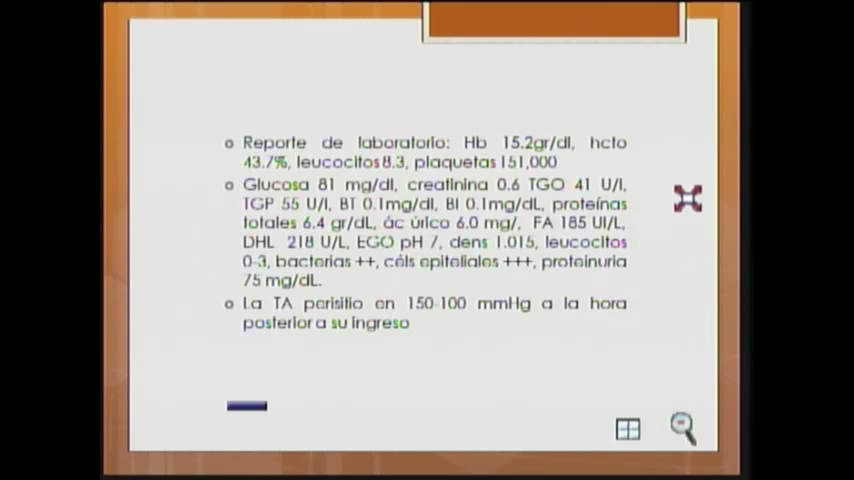 Reporte de laboratorio: Hb 15.2gr/dl, hcto
43.7%, leucocitos 8.3, plaquetas 151,000
Glucosa 81 mg/dl, creatinina 0.6 TGO 41 U/l,
TGP 55 U/l, BT 0.1mg/dl, BI 0.1mg/dL, proteínas
totales 6.4 gr/dL, ác úrico 6.0 mg/, FA 185 UI/L,
DHL 218 U/L, EGO pH 7, dens 1.015, leucocitos
0-3, bacterias ++, céls epiteliales +++, proteinuria
75 mg/dL.
La TA perisitio en 150-100 mmHg a la hora
posterior a su ingreso